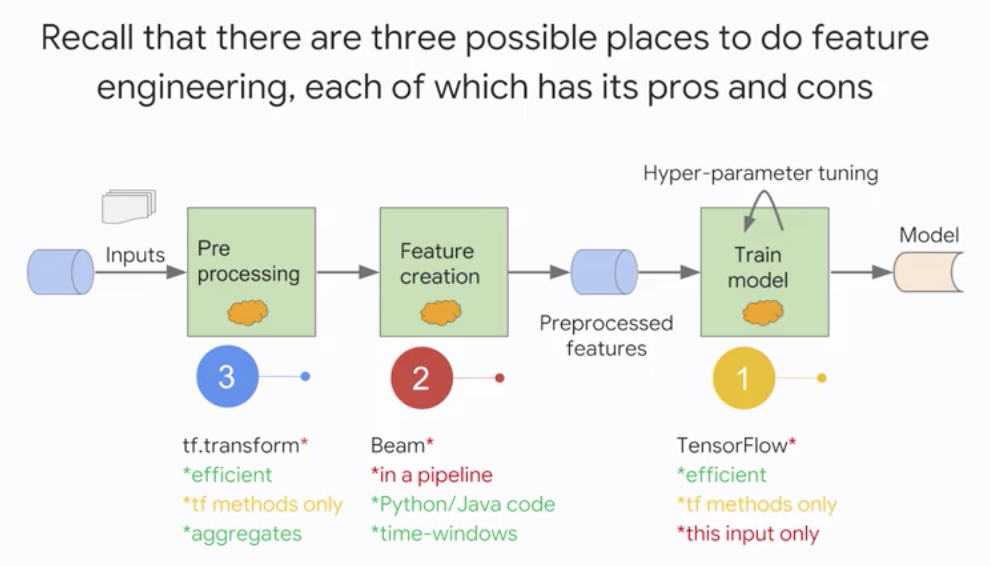 Recall that there are three possible places to do feature
engineering, each of which has its pros and cons
Hyper-parameter tuning
Inputs
Pre
processing
Feature
creation
Preprocessed
features
Train
model
Model
3
2
1
tf.transform*
*efficient
*tf methods only
*aggregates
Beam*
*in a pipeline
*Python/Java code
*time-windows
TensorFlow*
*efficient
*tf methods only
*this input only